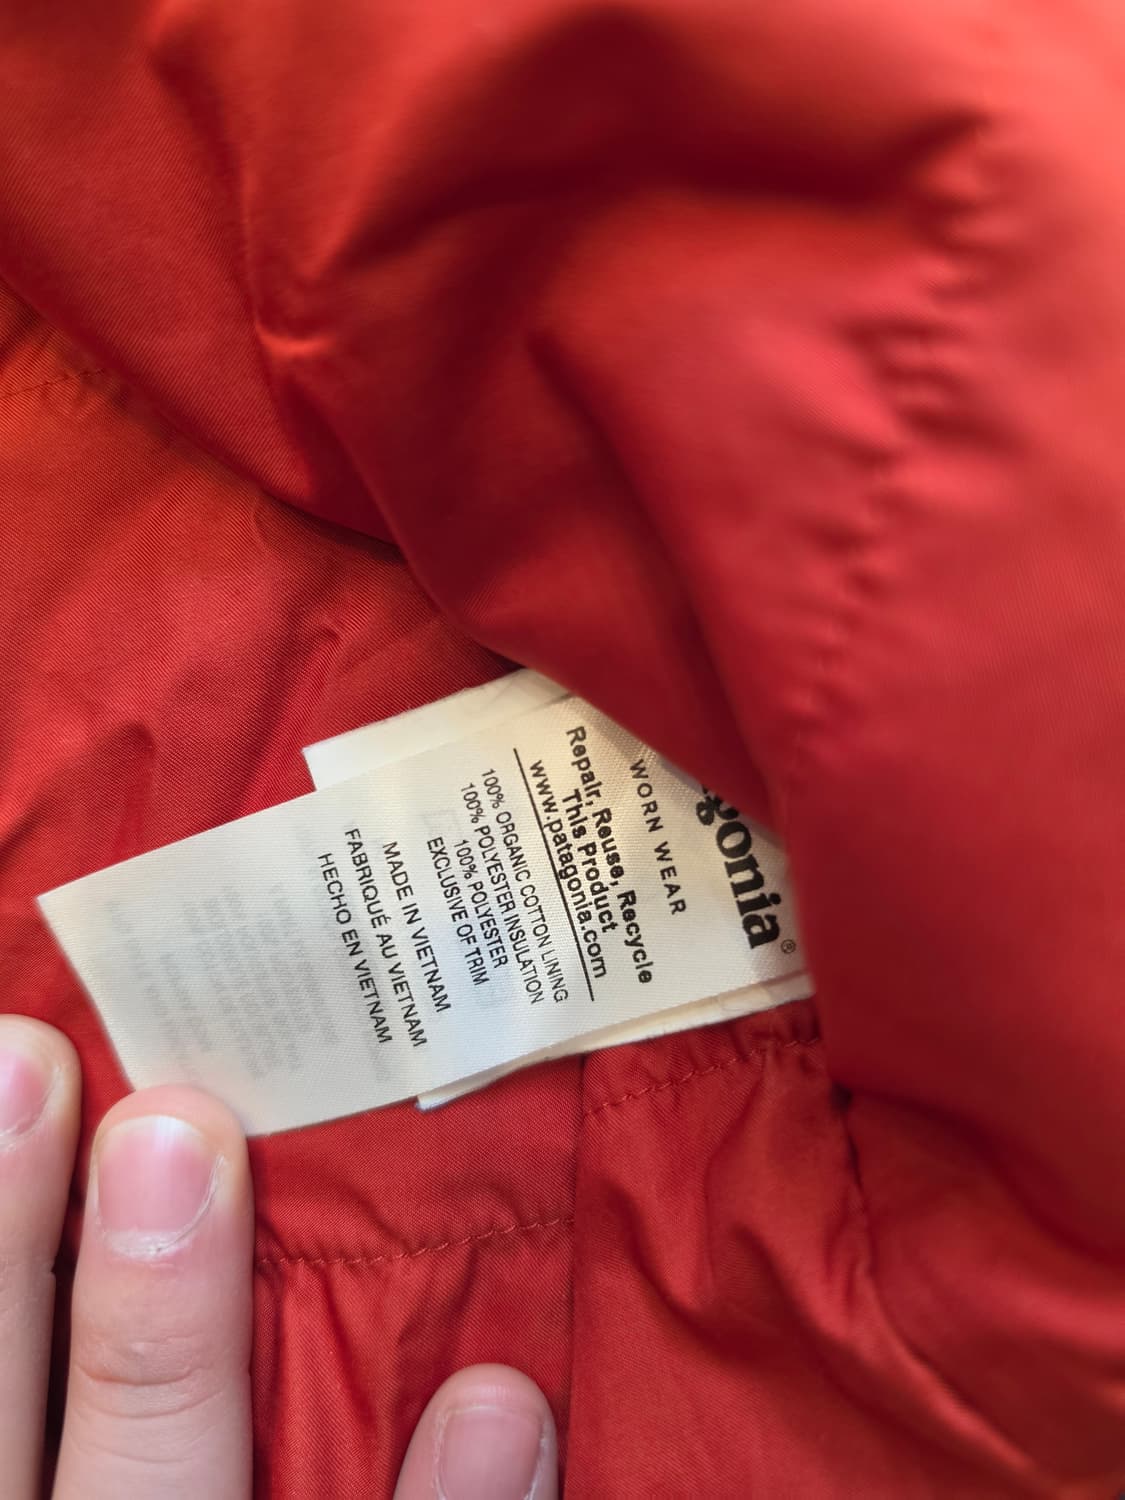 gonia®
WORN WEAR
Repair, Reuse, Recycle
This Product
www.patagonia.com
100% ORGANIC COTTON LINING
100% POLYESTER INSULATION
100% POLYESTER
EXCLUSIVE OF TRIM
MADE IN VIETNAM
FABRIQUÉ AU VIETNAM
HECHO EN VIETNAM